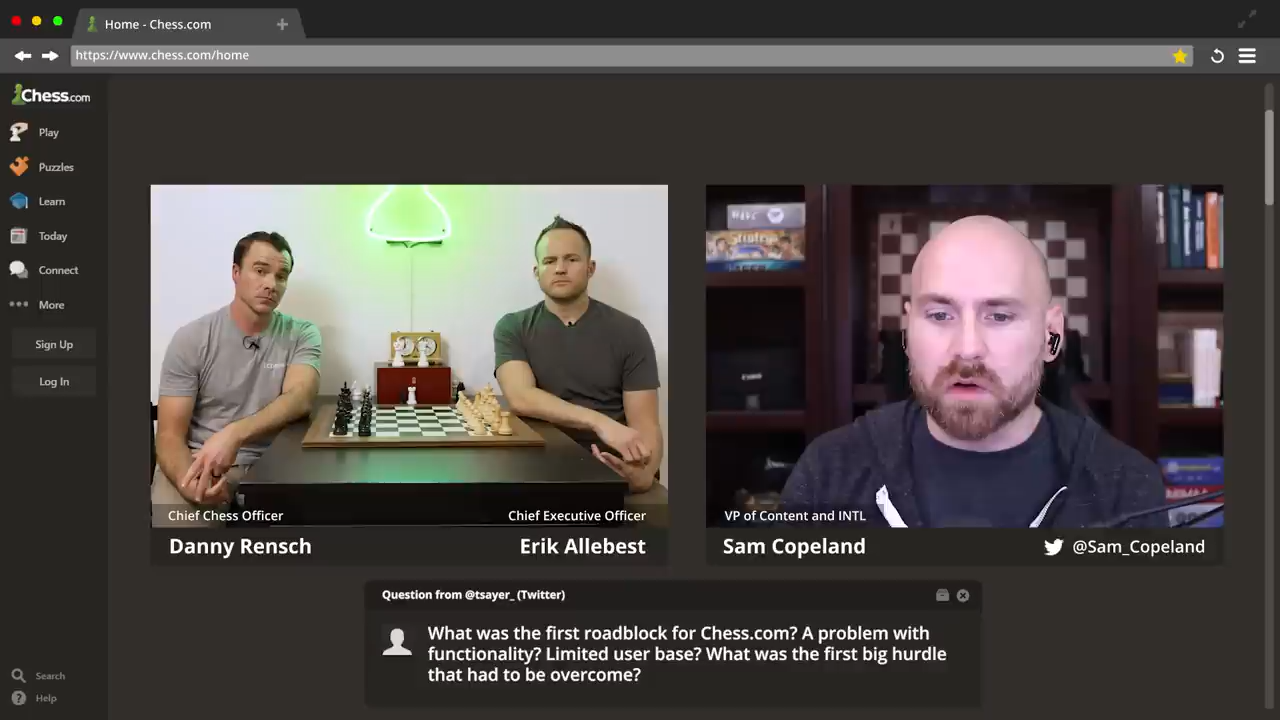 Home - Chess.com
https://www.chess.com/home
Chess.com
Play
Puzzles
Learn
Today
Connect
More
Sign Up
Log In
Search
Help
Chief Chess Officer
Chief Executive Officer
Danny Rensch
Erik Allebest
VP of Content and INTL
Sam Copeland
@Sam_Copeland
Question from @tsayer_ (Twitter)
What was the first roadblock for Chess.com? A problem with
functionality? Limited user base? What was the first big hurdle
that had to be overcome?